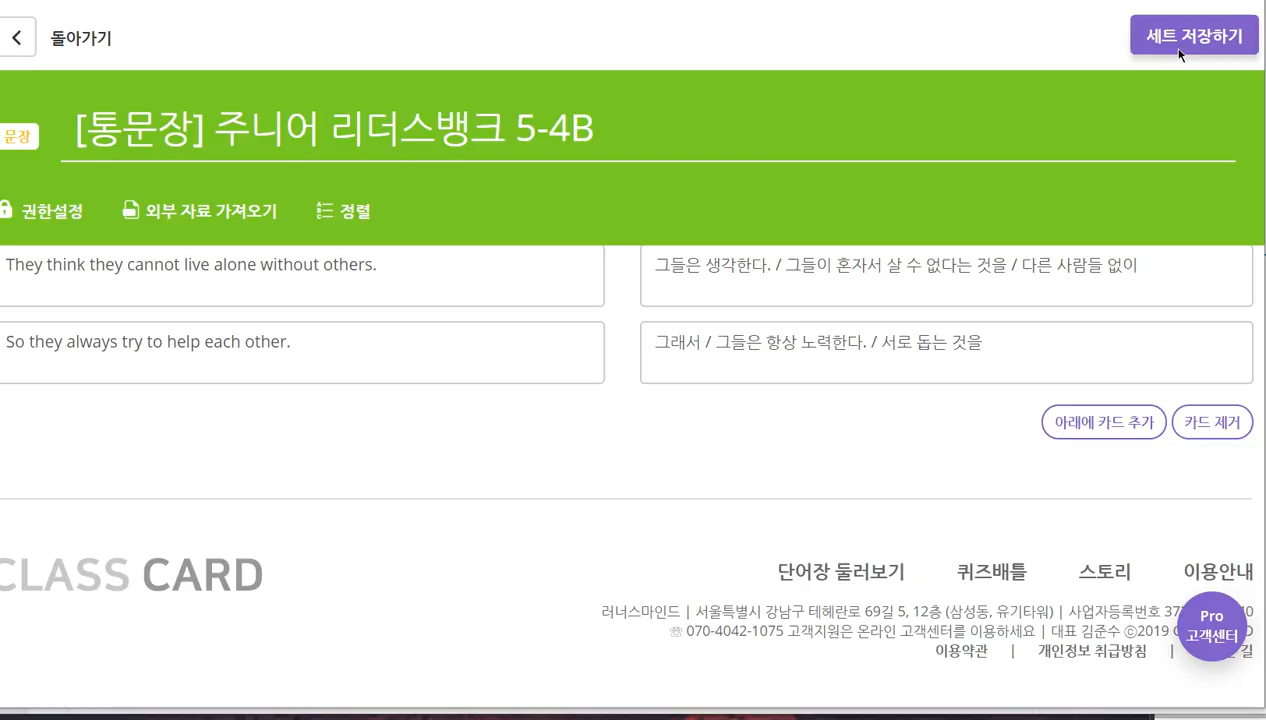 돌아가기
세트 저장하기
문장
[통문장] 주니어 리더스뱅크 5-4B
권한설정
외부 자료 가져오기
정렬
They think they cannot live alone without others.
그들은 생각한다. / 그들이 혼자서 살 수 없다는 것을 / 다른 사람들 없이
So they always try to help each other.
그래서 / 그들은 항상 노력한다. / 서로 돕는 것을
아래에 카드 추가
카드 제거
CLASS CARD
단어장 둘러보기
퀴즈배틀
스토리
이용안내
러너스마인드 | 서울특별시 강남구 테헤란로 69길 5, 12층 (삼성동, 유기타워) | 사업자등록번호
☏ 070-4042-1075 고객지원은 온라인 고객센터를 이용하세요 | 대표 김준수 ⓒ2019
이용약관 | 개인정보 취급방침 | 길
Pro
고객센터